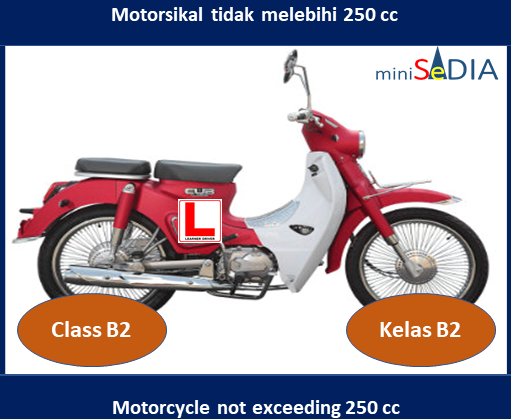 Motorsikal tidak melebihi 250 cc
miniSeDIA
CUB
L
LEARNER DRIVER
Class B2
Kelas B2
Motorcycle not exceeding 250 cc